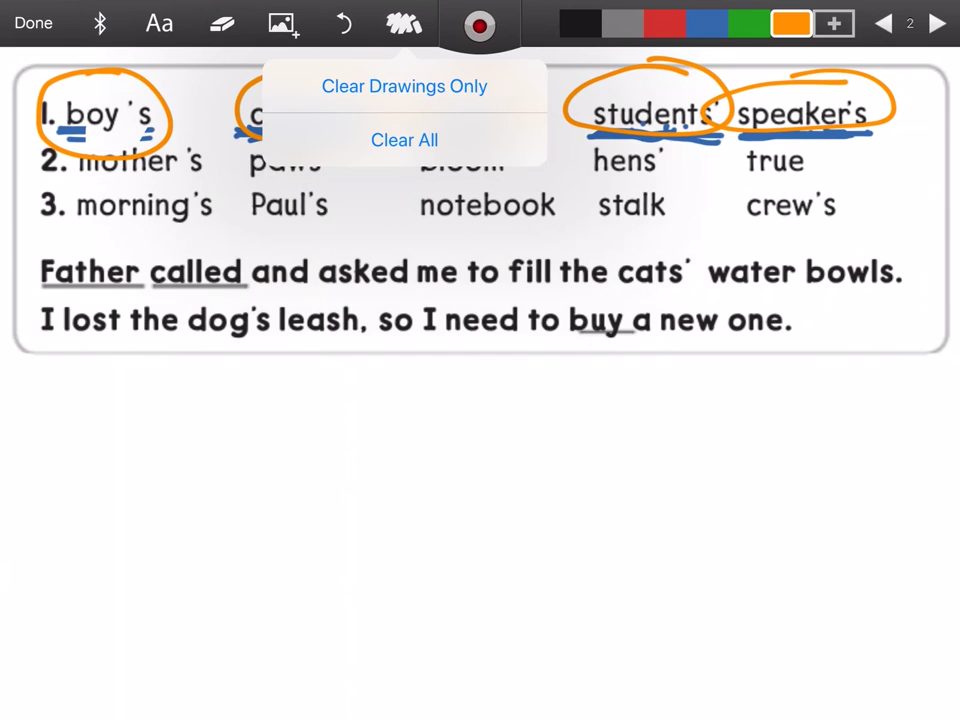 Done Aa 2
Clear Drawings Only
Clear All
1. boy's students' speaker's
2. mother's paws bloom hens' true
3. morning's Paul's notebook stalk crew's
Father called and asked me to fill the cats' water bowls.
I lost the dog's leash, so I need to buy a new one.